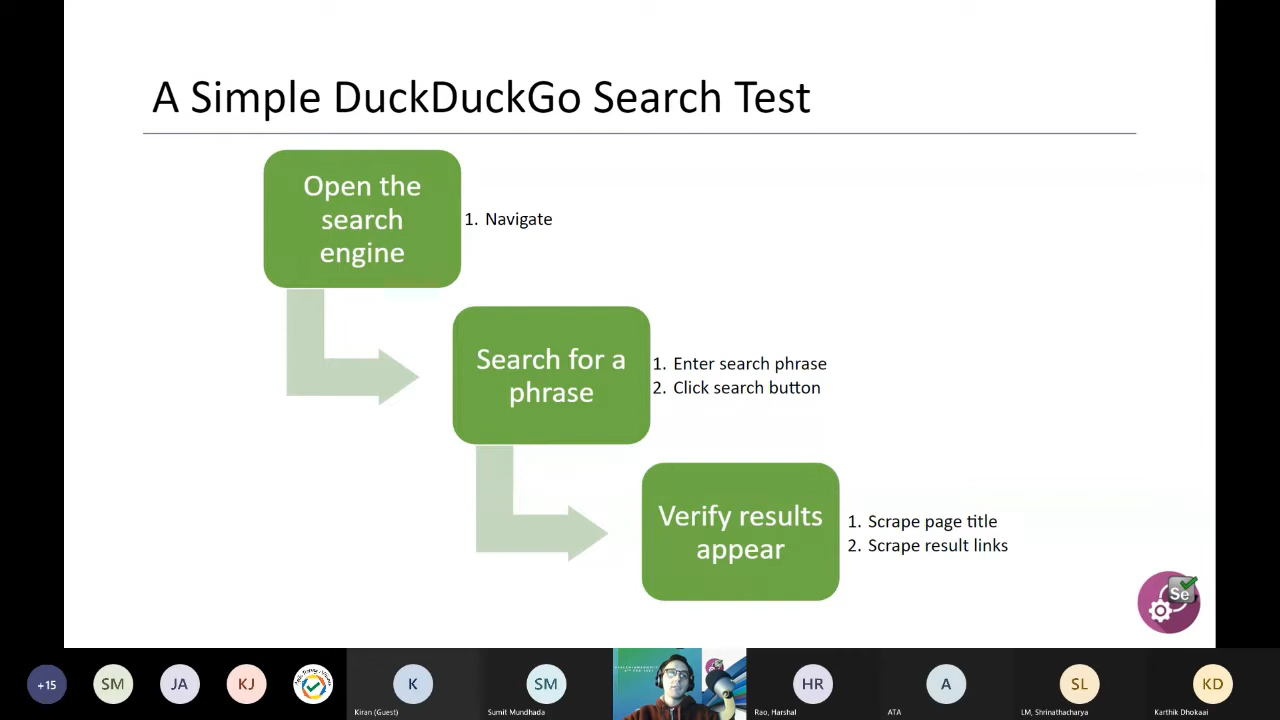 A Simple DuckDuckGo Search Test
Open the
search
engine
1. Navigate
Search for a
phrase
1. Enter search phrase
2. Click search button
Verify results
appear
1. Scrape page title
2. Scrape result links
Se
+15
SM
JA
KJ
K
Kiran (Guest)
SM
Sumit Mundhada
HR
Rao, Harshal
A
ATA
SL
LM, Shrinathacharya
KD
Karthik Dhokaai